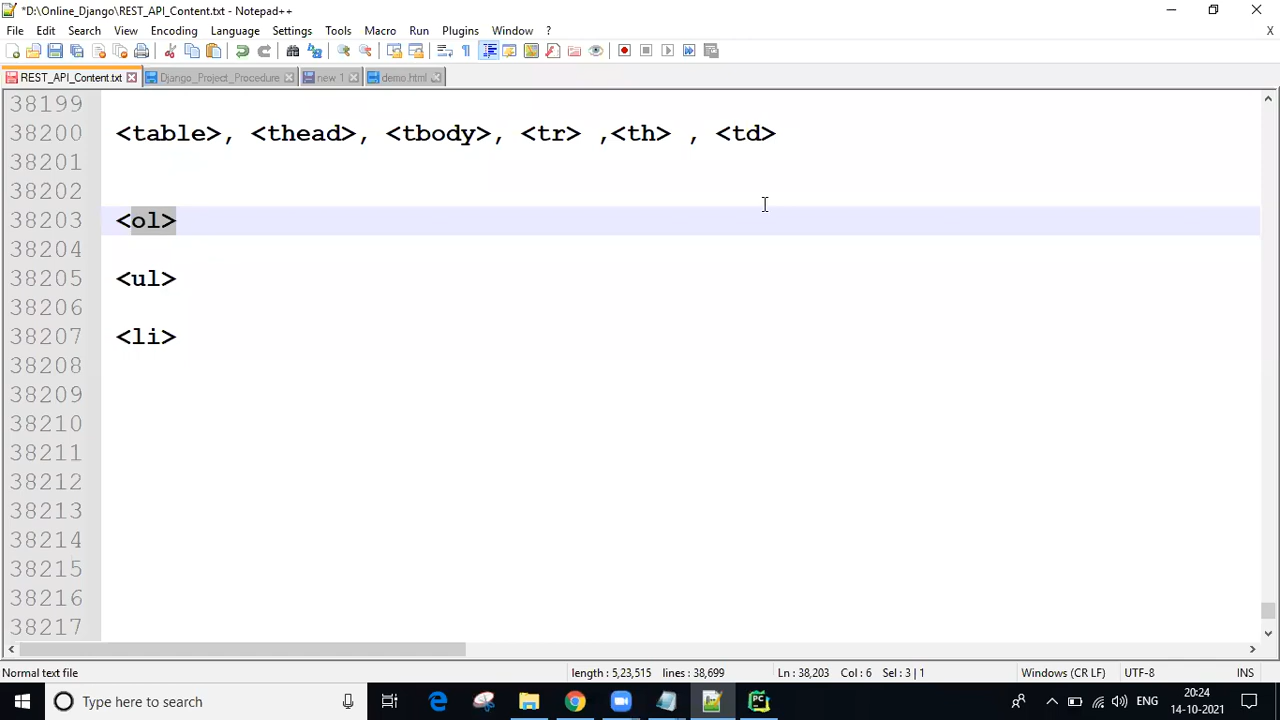 *D:\Online_Django\REST_API_Content.txt - Notepad++
File Edit Search View Encoding Language Settings Tools Macro Run Plugins Window ? X
REST_API_Content.txt Django_Project_Procedure new 1 demo.html
38199
38200 <table>, <thead>, <tbody>, <tr> ,<th> , <td>
38201
38202
38203 <ol>
38204
38205 <ul>
38206
38207 <li>
38208
38209
38210
38211
38212
38213
38214
38215
38216
38217
Normal text file length : 5,23,515 lines : 38,699 Ln : 38,203 Col : 6 Sel : 3 | 1 Windows (CR LF) UTF-8 INS
Type here to search PC ENG 20:24
14-10-2021